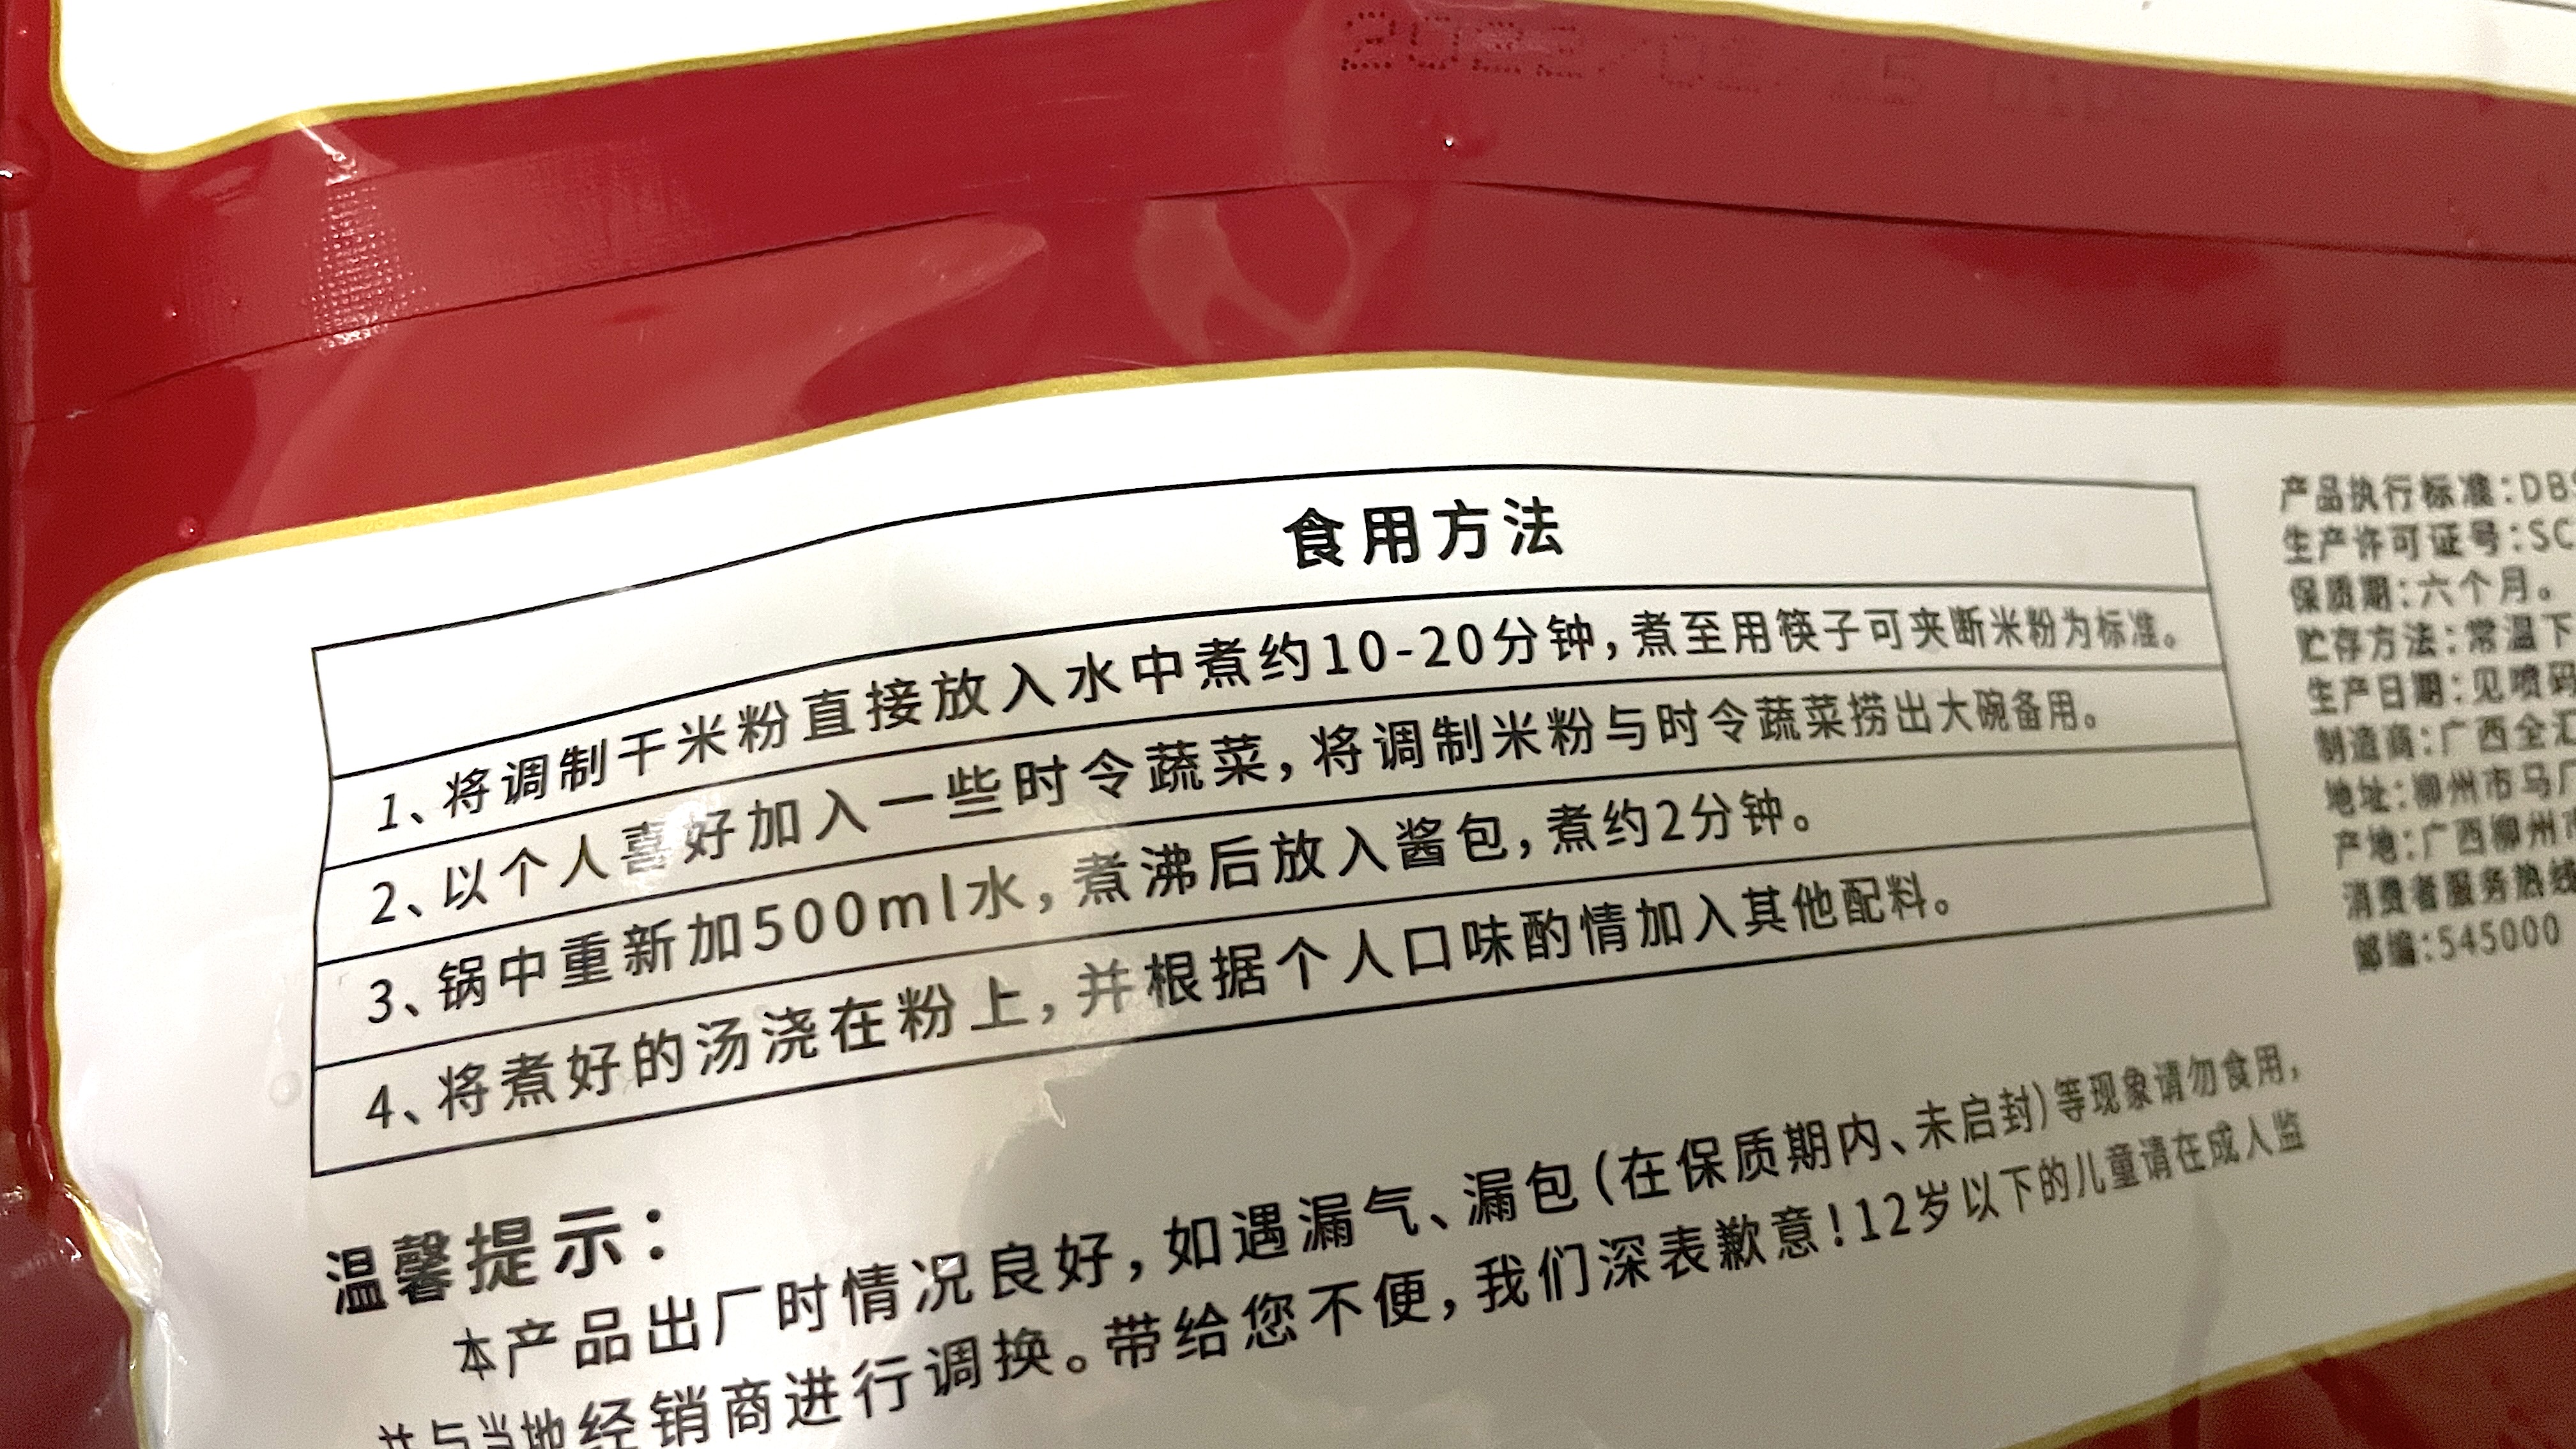 食用方法
1、将调制干米粉直接放入水中煮约10-20分钟,煮至用筷子可夹断米粉为标准。
2、以个人喜好加入一些时令蔬菜,将调制米粉与时令蔬菜捞出大碗备用。
3、锅中重新加500ml水,煮沸后放入酱包,煮约2分钟。
4、将煮好的汤浇在粉上,并根据个人口味酌情加入其他配料。
温馨提示：
本产品出厂时情况良好,如遇漏气、漏包(在保质期内、未启封)等现象请勿食用,
并与当地经销商进行调换。带给您不便,我们深表歉意!12岁以下的儿童请在成人监
产品执行标准:DB
生产许可证号:SC
保质期:六个月。
贮存方法:常温下
生产日期:见喷码
制造商:广西全汇
地址:柳州市马厂
产地:广西柳州
消费者服务热线
邮编:545000